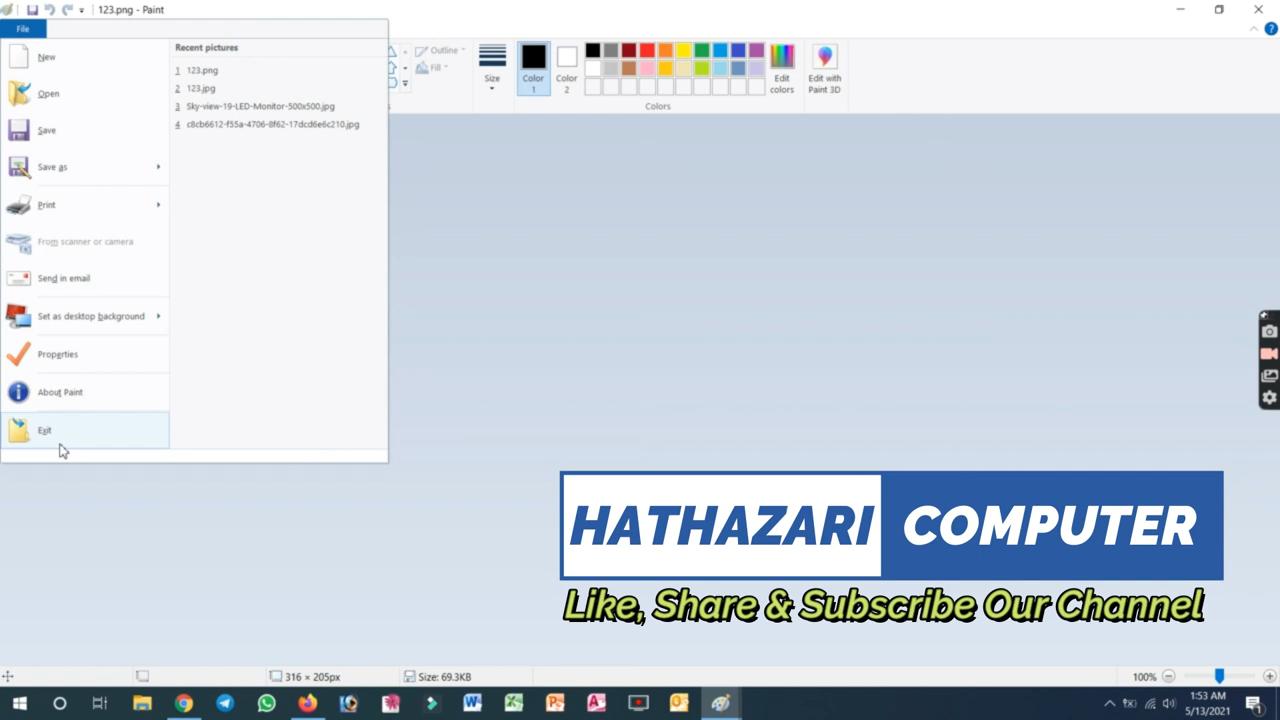 123.png - Paint
File
New
Open
Save
Save as
Print
From scanner or camera
Send in email
Set as desktop background
Properties
About Paint
Exit
Recent pictures
1 123.png
2 123.jpg
3 Sky-view-19-LED-Monitor-500x500.jpg
4 c8cb6612-f55a-4706-8f62-17dcd6e6c210.jpg
Outline
Fill
Size
Color 1
Color 2
Edit colors
Edit with Paint 3D
Colors
HATHAZARI COMPUTER
Like, Share & Subscribe Our Channel
316 × 205px
Size: 69.3KB
100%
1:53 AM
5/13/2021